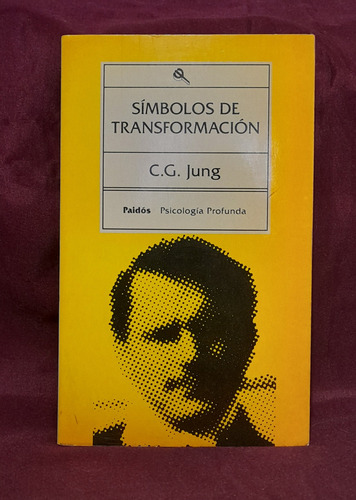 SÍMBOLOS DE
TRANSFORMACIÓN
C.G. Jung
Paidós Psicología Profunda